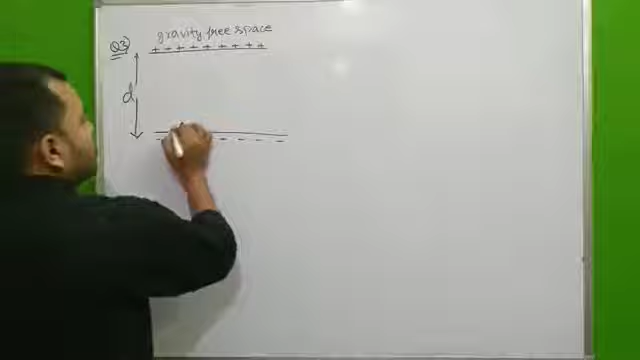 gravity free space
Q3)
+ + + + + + + + +
d
- - - - - -